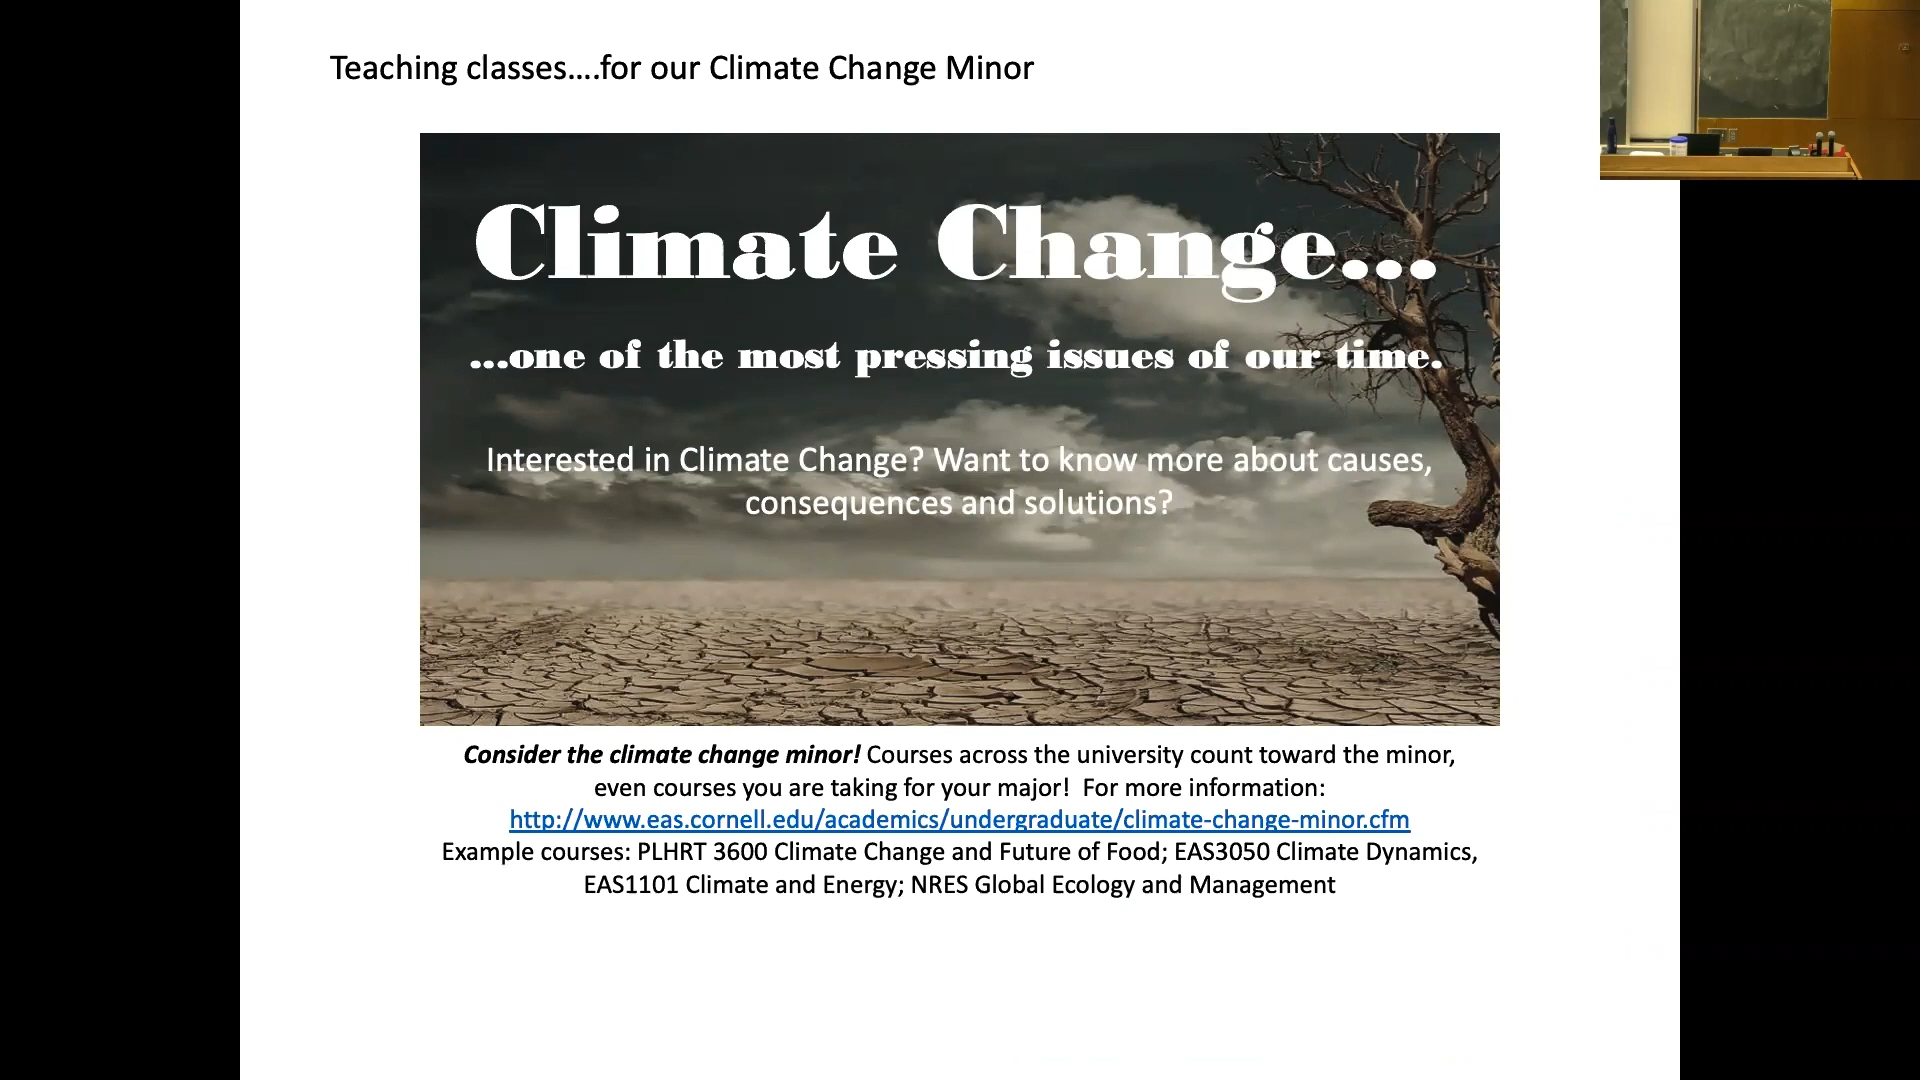 Teaching classes....for our Climate Change Minor
Climate Change...
...one of the most pressing issues of our time.
Interested in Climate Change? Want to know more about causes,
consequences and solutions?
Consider the climate change minor! Courses across the university count toward the minor,
even courses you are taking for your major!  For more information:
http://www.eas.cornell.edu/academics/undergraduate/climate-change-minor.cfm
Example courses: PLHRT 3600 Climate Change and Future of Food; EAS3050 Climate Dynamics,
EAS1101 Climate and Energy; NRES Global Ecology and Management